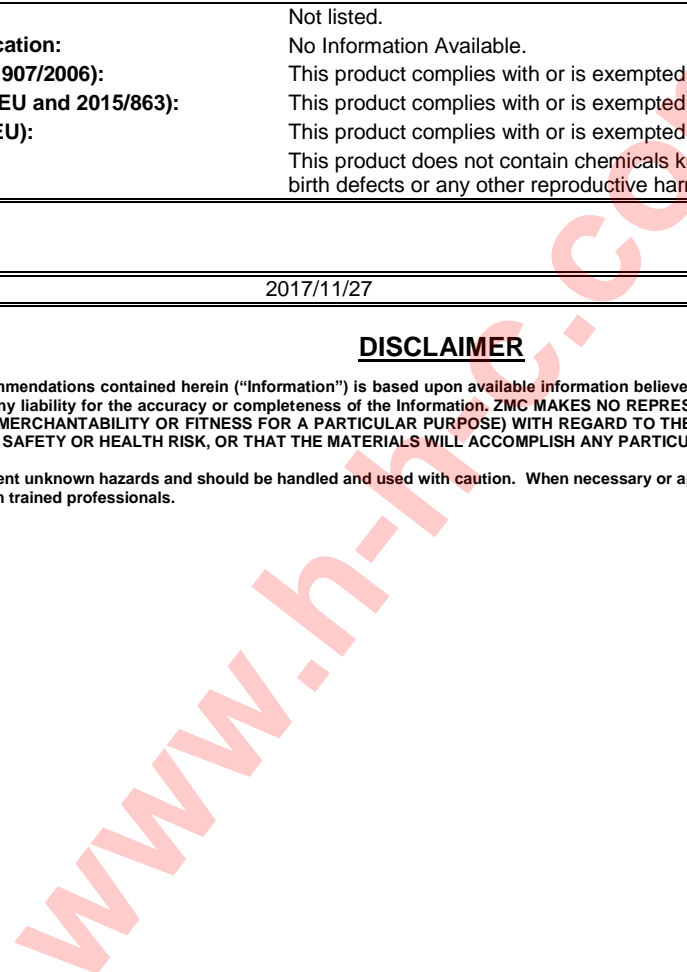 Not listed.
cation: No Information Available.
907/2006): This product complies with or is exempted
EU and 2015/863): This product complies with or is exempted
EU): This product complies with or is exempted
This product does not contain chemicals
birth defects or any other reproductive
2017/11/27
DISCLAIMER
mmendations contained herein (“Information”) is based upon available information believe
ny liability for the accuracy or completeness of the Information. ZMC MAKES NO REPRES
MERCHANTABILITY OR FITNESS FOR A PARTICULAR PURPOSE) WITH REGARD TO THE
SAFETY OR HEALTH RISK, OR THAT THE MATERIALS WILL ACCOMPLISH ANY PARTICU
ent unknown hazards and should be handled and used with caution. When necessary or a
n trained professionals.
www.h-h-c.co